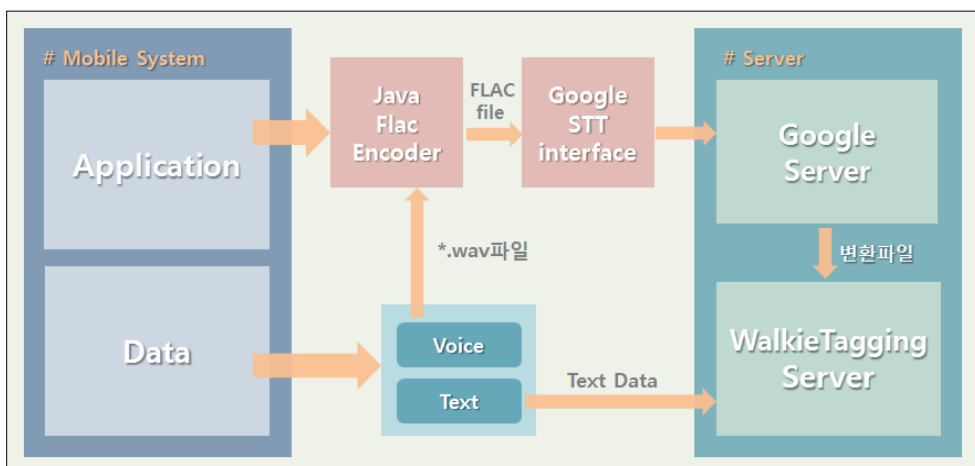 # Mobile System
Application
Data
Java
Flac
Encoder
FLAC
file
Google
STT
interface
*.wav파일
Voice
Text
Text Data
# Server
Google
Server
변환파일
WalkieTagging
Server